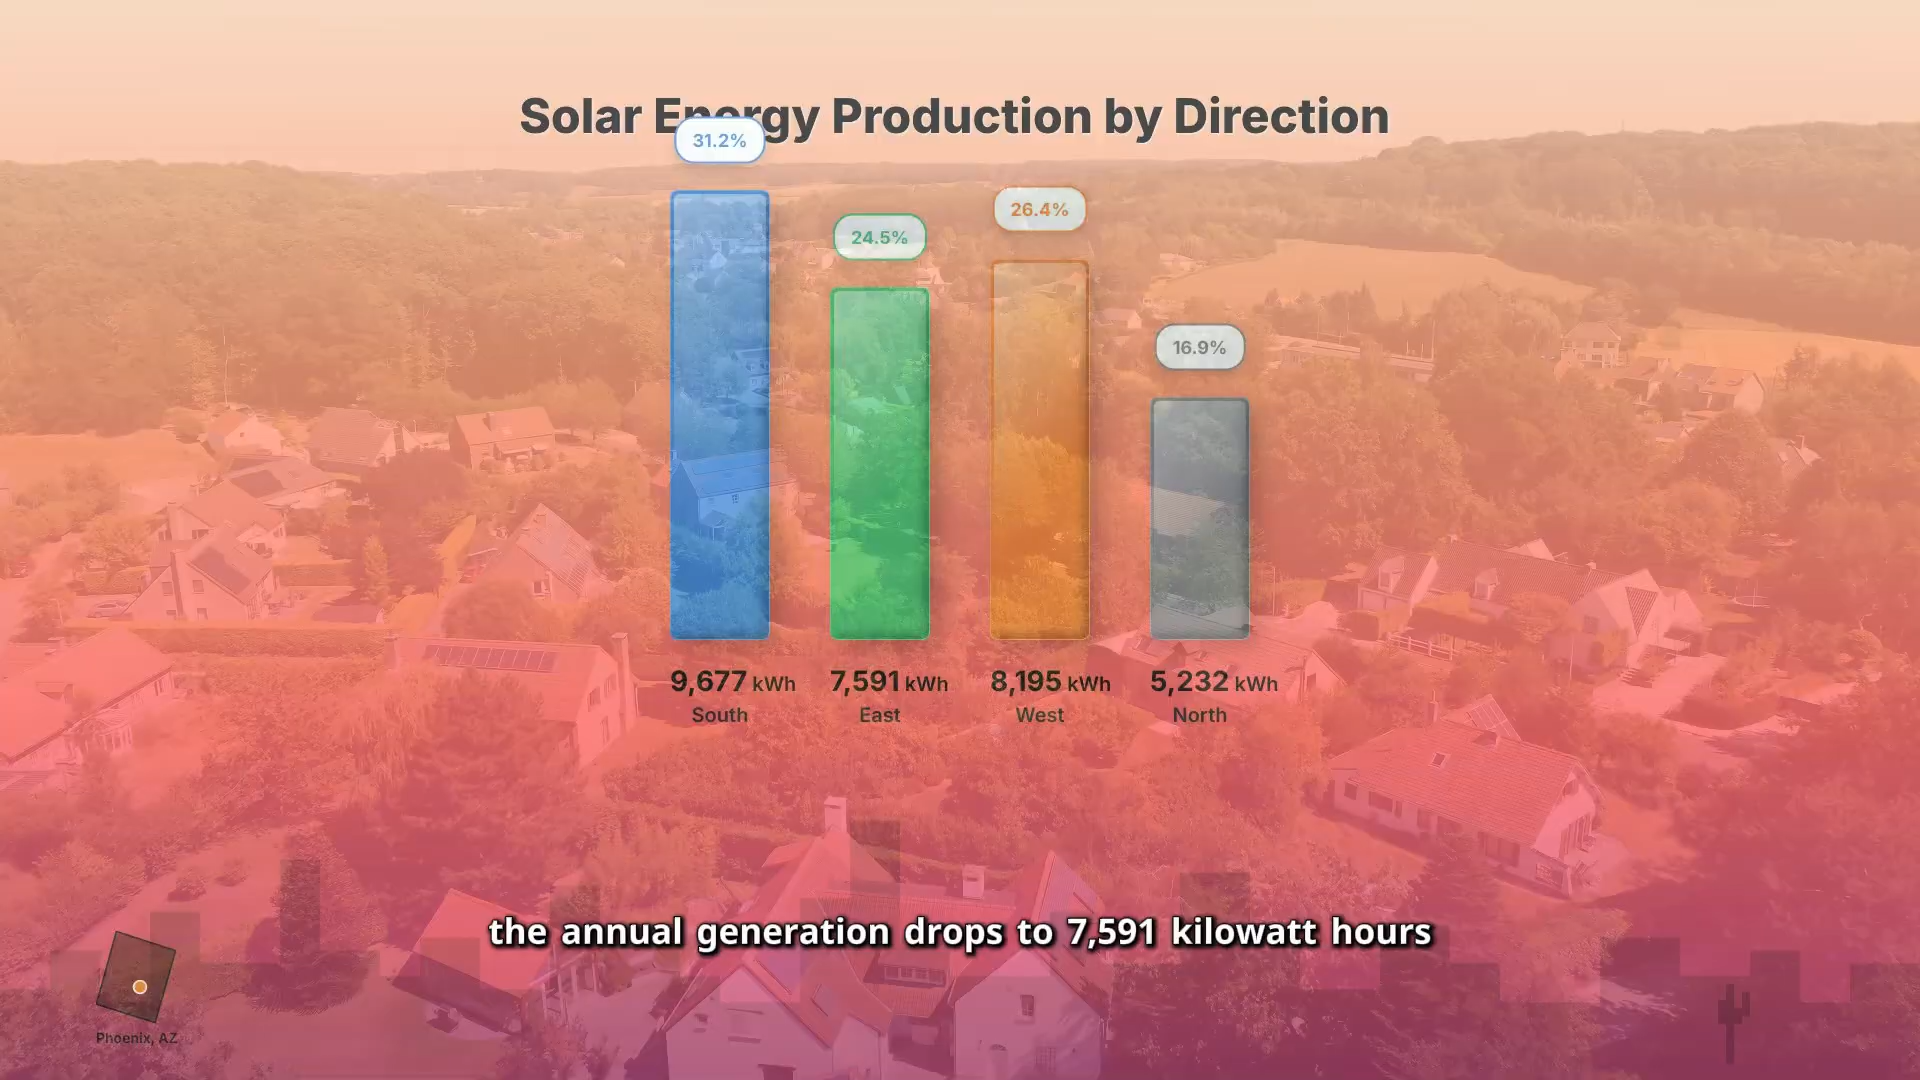 Solar Energy Production by Direction
31.2%
24.5%
26.4%
16.9%
9,677 kWh
South
7,591 kWh
East
8,195 kWh
West
5,232 kWh
North
the annual generation drops to 7,591 kilowatt hours
Phoenix, AZ